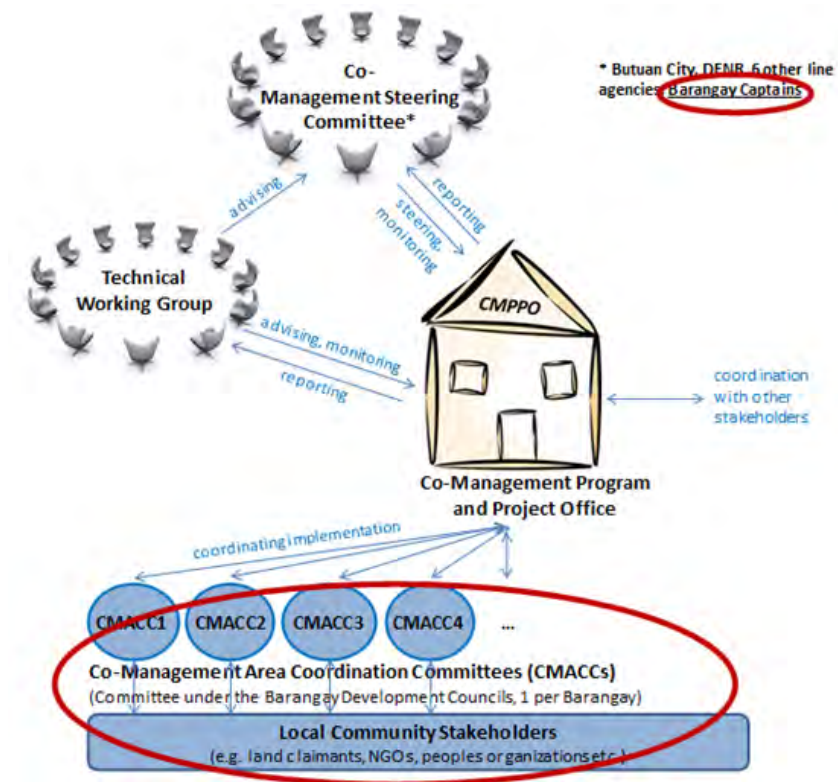 Co-
Management Steering
Committee*
* Butuan City, DENR, 6 other line
agencies, Barangay Captains
advising
reporting
steering,
monitoring
Technical
Working Group
CMPPO
advising, monitoring
reporting
coordination
with other
stakeholders
Co-Management Program
and Project Office
coordinating implementation
CMACC1
CMACC2
CMACC3
CMACC4
...
Co-Management Area Coordination Committees (CMACCs)
(Committee under the Barangay Development Councils, 1 per Barangay)
Local Community Stakeholders
(e.g. land claimants, NGOs, peoples organizations etc.)